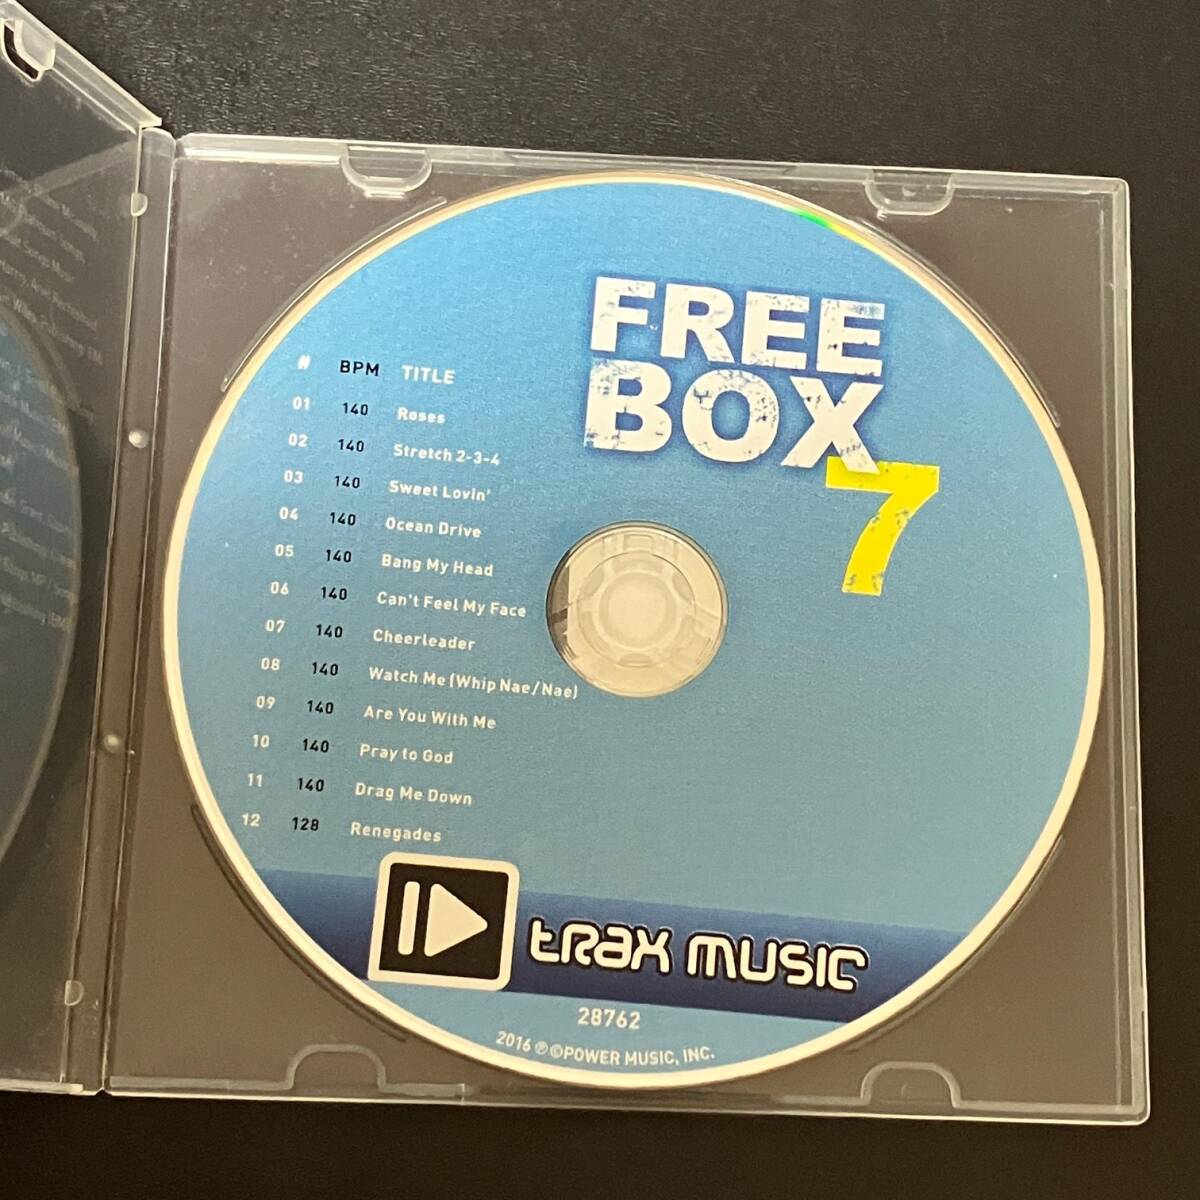 FREE
BOX
7
# BPM TITLE
01 140 Roses
02 140 Stretch 2-3-4
03 140 Sweet Lovin'
04 140 Ocean Drive
05 140 Bang My Head
06 140 Can't Feel My Face
07 140 Cheerleader
08 140 Watch Me (Whip Nae/Nae)
09 140 Are You With Me
10 140 Pray to God
11 140 Drag Me Down
12 128 Renegades
trax music
28762
2016 ℗©POWER MUSIC, INC.